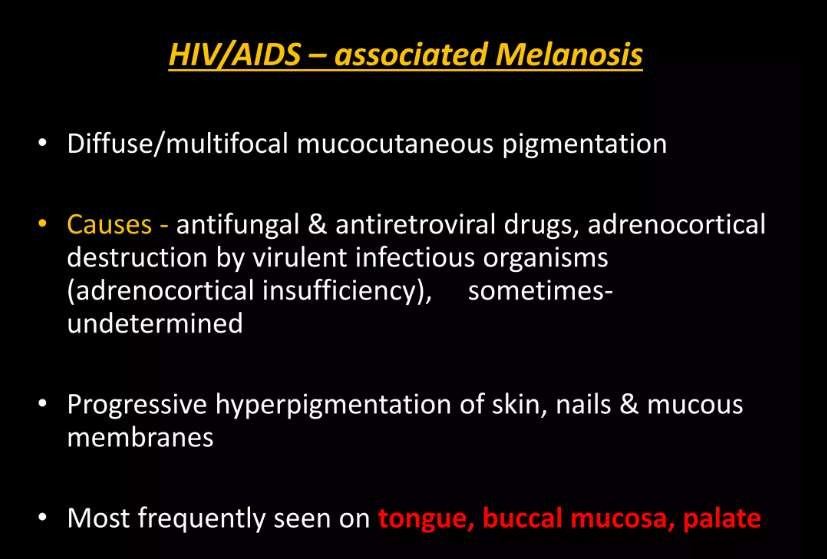 HIV/AIDS – associated Melanosis
• Diffuse/multifocal mucocutaneous pigmentation
• Causes - antifungal & antiretroviral drugs, adrenocortical
destruction by virulent infectious organisms
(adrenocortical insufficiency), sometimes-
undetermined
• Progressive hyperpigmentation of skin, nails & mucous
membranes
• Most frequently seen on tongue, buccal mucosa, palate